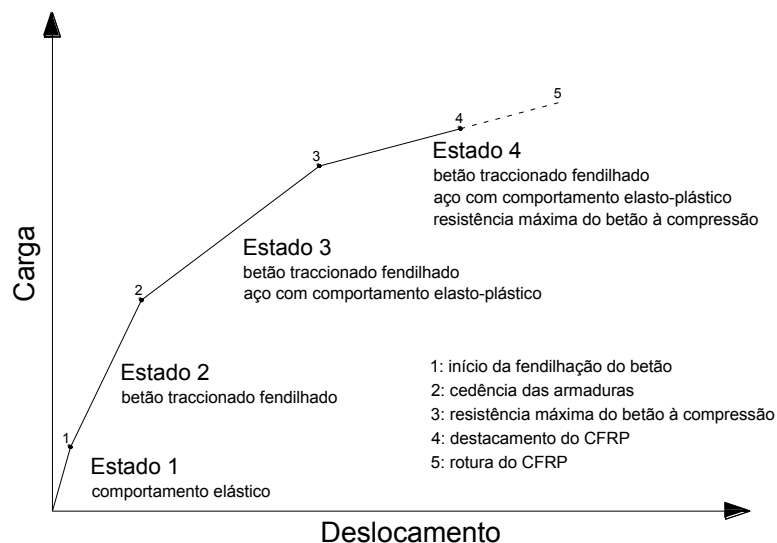 Carga
5
4
Estado 4
betão traccionado fendilhado
aço com comportamento elasto-plástico
resistência máxima do betão à compressão
3
Estado 3
betão traccionado fendilhado
aço com comportamento elasto-plástico
2
Estado 2
betão traccionado fendilhado
1
Estado 1
comportamento elástico
1: início da fendilhação do betão
2: cedência das armaduras
3: resistência máxima do betão à compressão
4: destacamento do CFRP
5: rotura do CFRP
Deslocamento